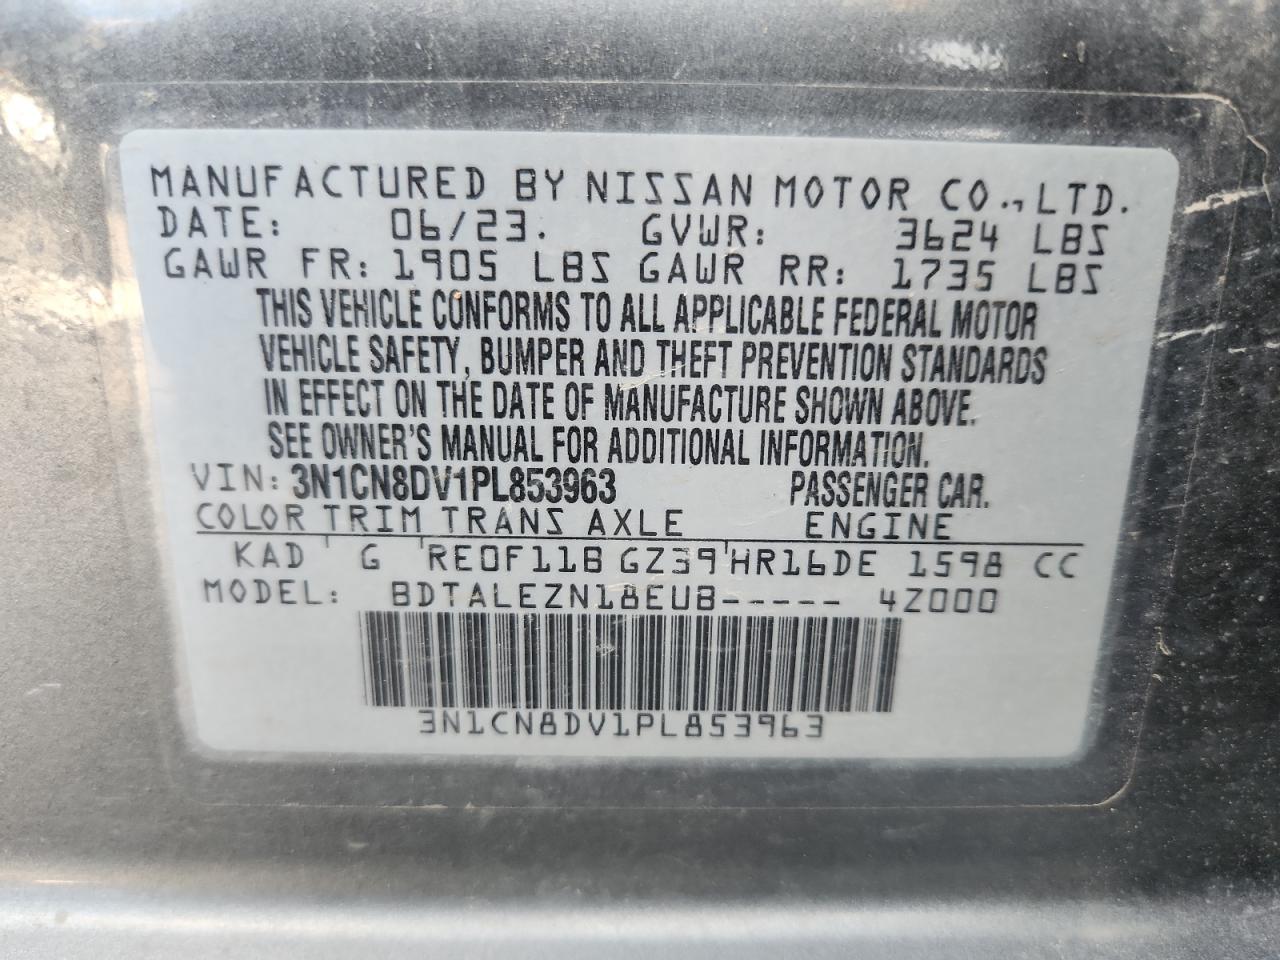 MANUFACTURED BY NISSAN MOTOR CO., LTD.
DATE: 06/23. GVWR: 3624 LBS
GAWR FR: 1905 LBS GAWR RR: 1735 LBS
THIS VEHICLE CONFORMS TO ALL APPLICABLE FEDERAL MOTOR
VEHICLE SAFETY, BUMPER AND THEFT PREVENTION STANDARDS
IN EFFECT ON THE DATE OF MANUFACTURE SHOWN ABOVE.
SEE OWNER'S MANUAL FOR ADDITIONAL INFORMATION.
VIN: 3N1CN8DV1PL853963 PASSENGER CAR.
COLOR TRIM TRANS AXLE ENGINE
KAD G RE0F11B GZ39 HR16DE 1598 CC
MODEL: BDTALEZN18EUB----- 4Z000
3N1CN8DV1PL853963